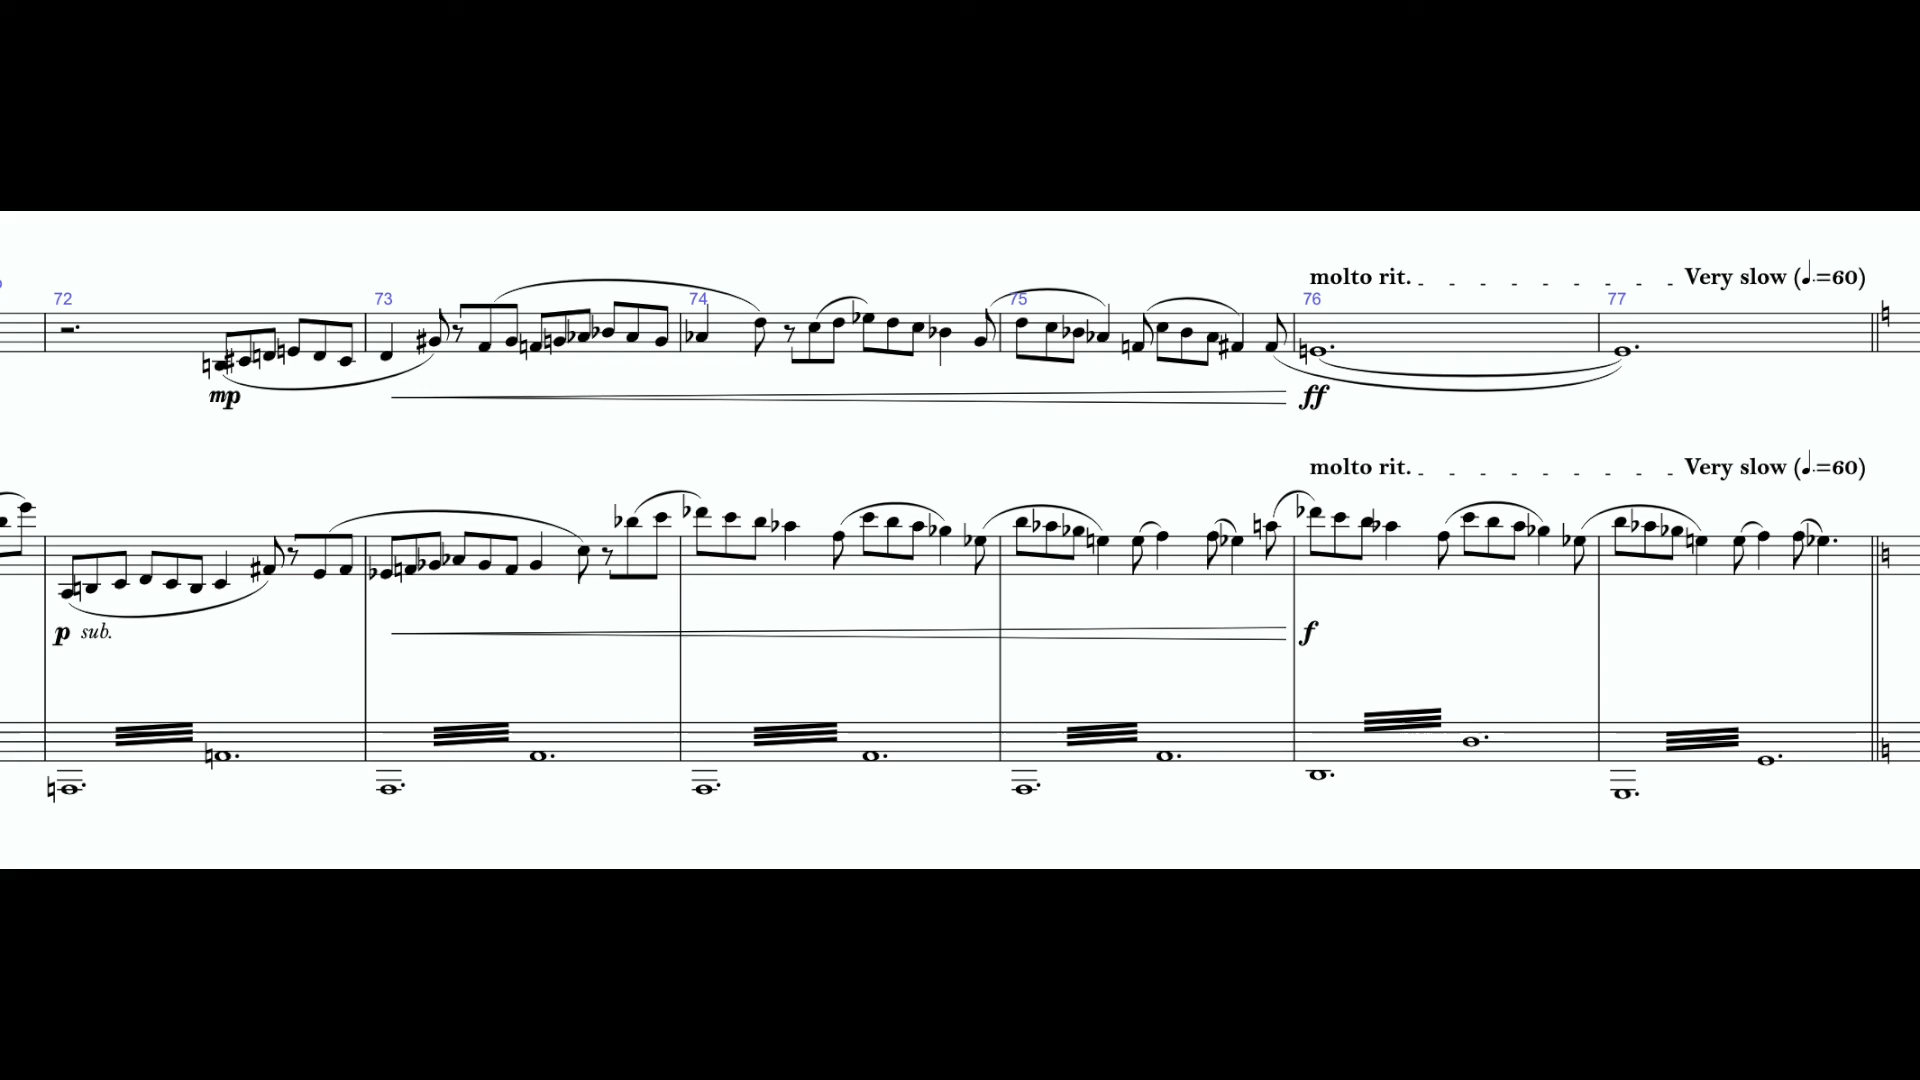 molto rit. Very slow (♩.=60)
72 73 74 75 76 77
mp ff
molto rit. Very slow (♩.=60)
p sub. f